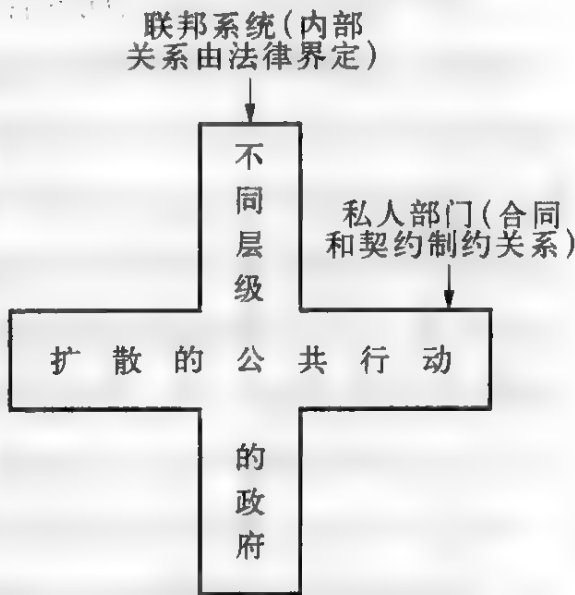 联邦系统(内部
关系由法律界定)
不同层级
私人部门(合同
和契约制约关系)
扩散的公共行动
的政府